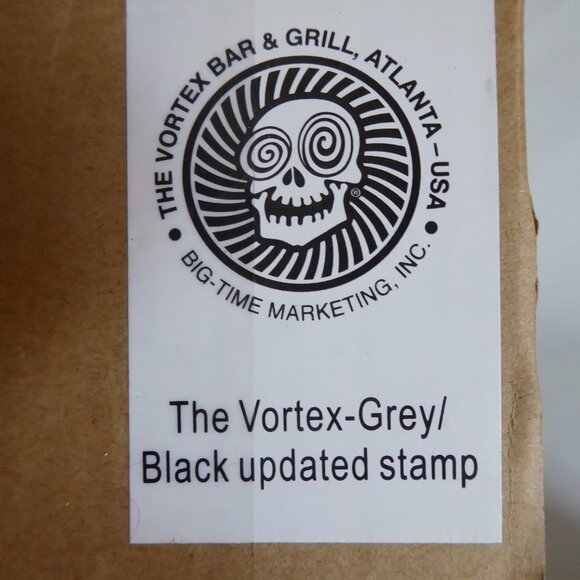 THE VORTEX BAR & GRILL, ATLANTA – USA
BIG-TIME MARKETING, INC.
®
The Vortex-Grey/
Black updated stamp